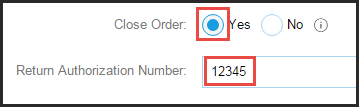 Close Order: Yes No i
Return Authorization Number: 12345